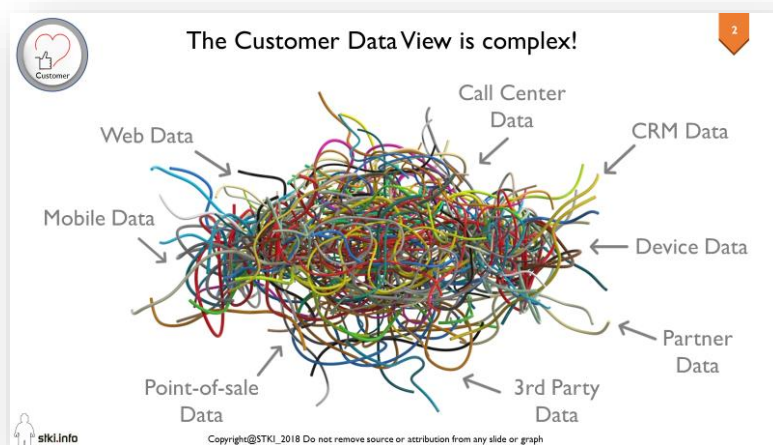 The Customer Data View is complex!
2
Customer
Call Center
Data
Web Data
CRM Data
Mobile Data
Device Data
Partner
Data
Point-of-sale
Data
3rd Party
Data
stki.info
Copyright@STKI_2018 Do not remove source or attribution from any slide or graph